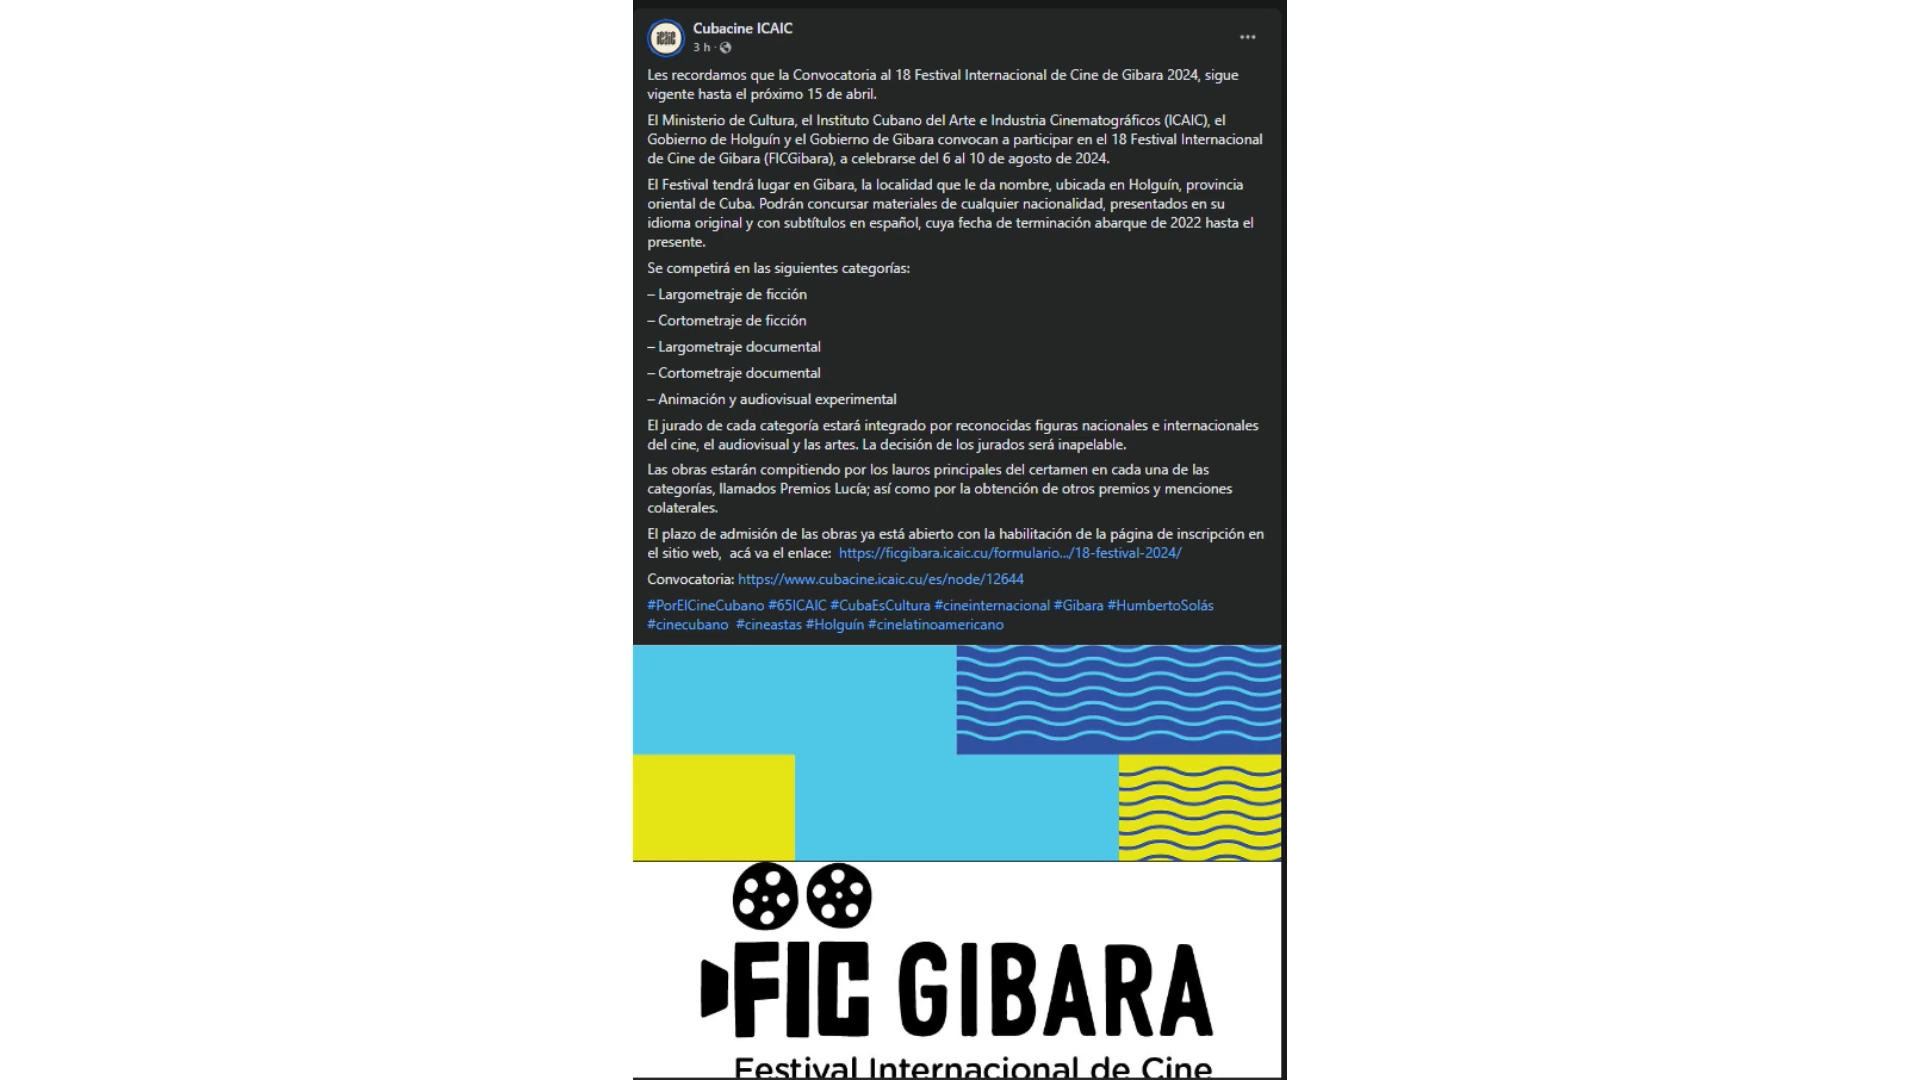 Cubacine ICAIC
3 h ·
Les recordamos que la Convocatoria al 18 Festival Internacional de Cine de Gibara 2024, sigue
vigente hasta el próximo 15 de abril.
El Ministerio de Cultura, el Instituto Cubano del Arte e Industria Cinematográficos (ICAIC), el
Gobierno de Holguín y el Gobierno de Gibara convocan a participar en el 18 Festival Internacional
de Cine de Gibara (FICGibara), a celebrarse del 6 al 10 de agosto de 2024.
El Festival tendrá lugar en Gibara, la localidad que le da nombre, ubicada en Holguín, provincia
oriental de Cuba. Podrán concursar materiales de cualquier nacionalidad, presentados en su
idioma original y con subtítulos en español, cuya fecha de terminación abarque de 2022 hasta el
presente.
Se competirá en las siguientes categorías:
– Largometraje de ficción
– Cortometraje de ficción
– Largometraje documental
– Cortometraje documental
– Animación y audiovisual experimental
El jurado de cada categoría estará integrado por reconocidas figuras nacionales e internacionales
del cine, el audiovisual y las artes. La decisión de los jurados será inapelable.
Las obras estarán compitiendo por los lauros principales del certamen en cada una de las
categorías, llamados Premios Lucía; así como por la obtención de otros premios y menciones
colaterales.
El plazo de admisión de las obras ya está abierto con la habilitación de la página de inscripción en
el sitio web,  acá va el enlace:  https://ficgibara.icaic.cu/formulario.../18-festival-2024/
Convocatoria: https://www.cubacine.icaic.cu/es/node/12644
#PorElCineCubano #65ICAIC #CubaEsCultura #cineinternacional #Gibara #HumbertoSolás
#cinecubano  #cineastas #Holguín #cinelatinoamericano
FIC GIBARA
Festival Internacional de Cine